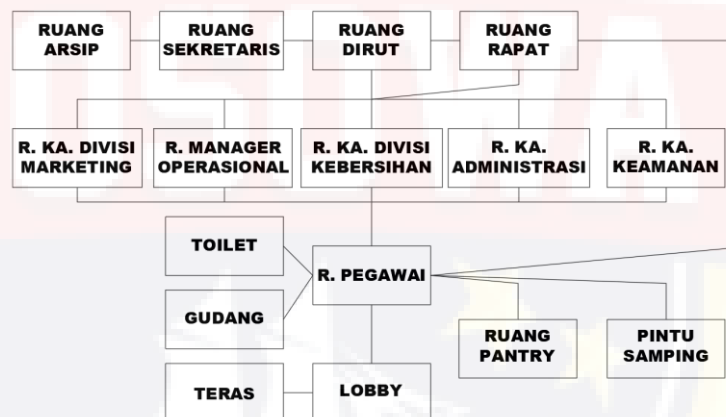 RUANG
ARSIP
RUANG
SEKRETARIS
RUANG
DIRUT
RUANG
RAPAT
R. KA. DIVISI
MARKETING
R. MANAGER
OPERASIONAL
R. KA. DIVISI
KEBERSIHAN
R. KA.
ADMINISTRASI
R. KA.
KEAMANAN
TOILET
R. PEGAWAI
GUDANG
RUANG
PANTRY
PINTU
SAMPING
TERAS
LOBBY